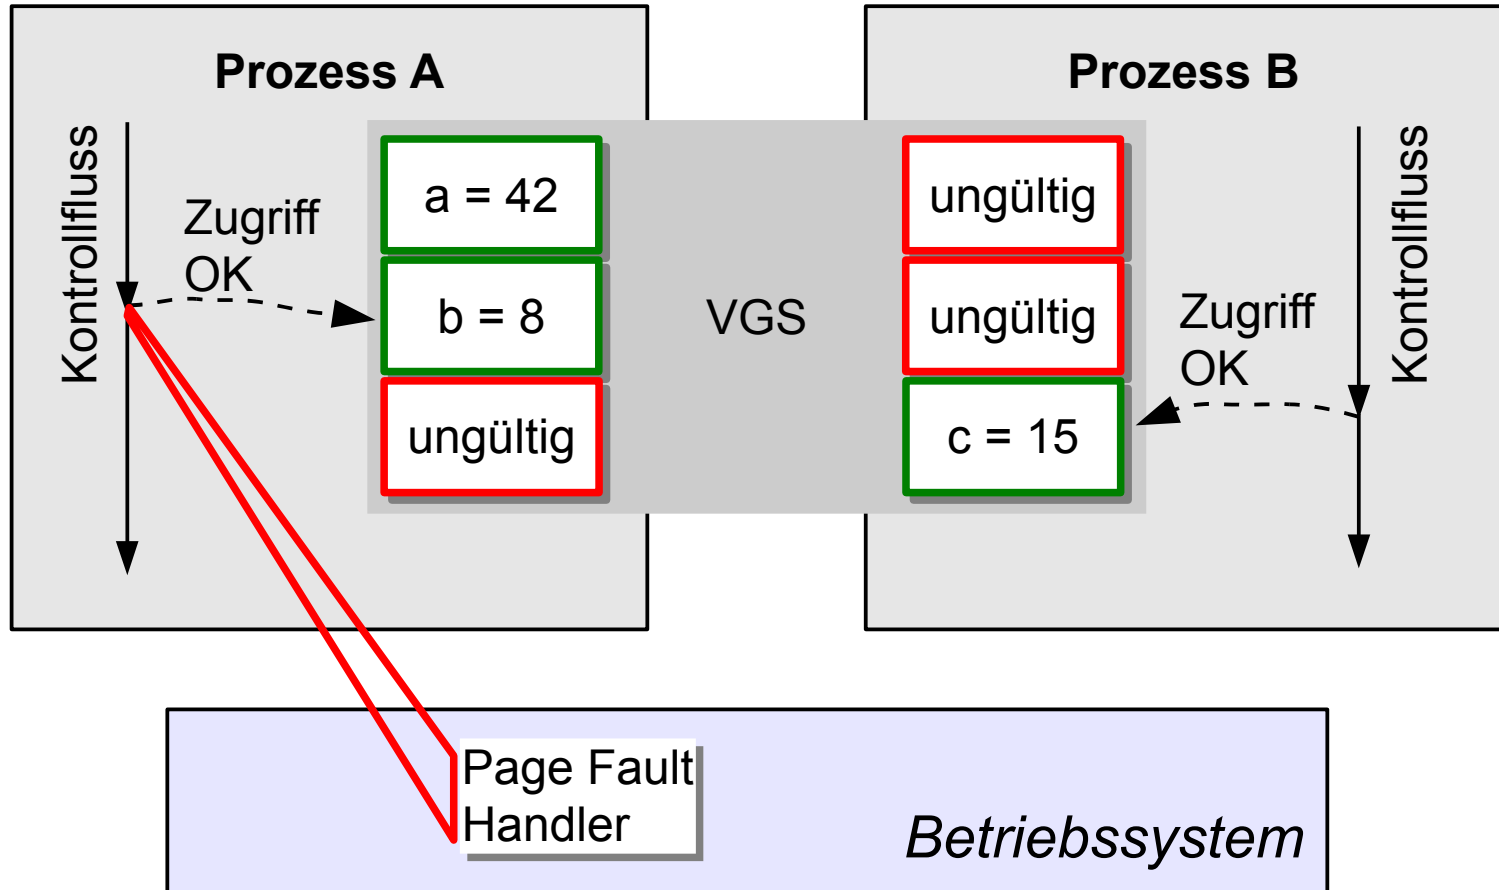 Prozess A
Kontrollfluss
Zugriff
OK
a = 42
b = 8
ungültig
VGS
Prozess B
ungültig
ungültig
c = 15
Zugriff
OK
Kontrollfluss
Page Fault
Handler
Betriebssystem